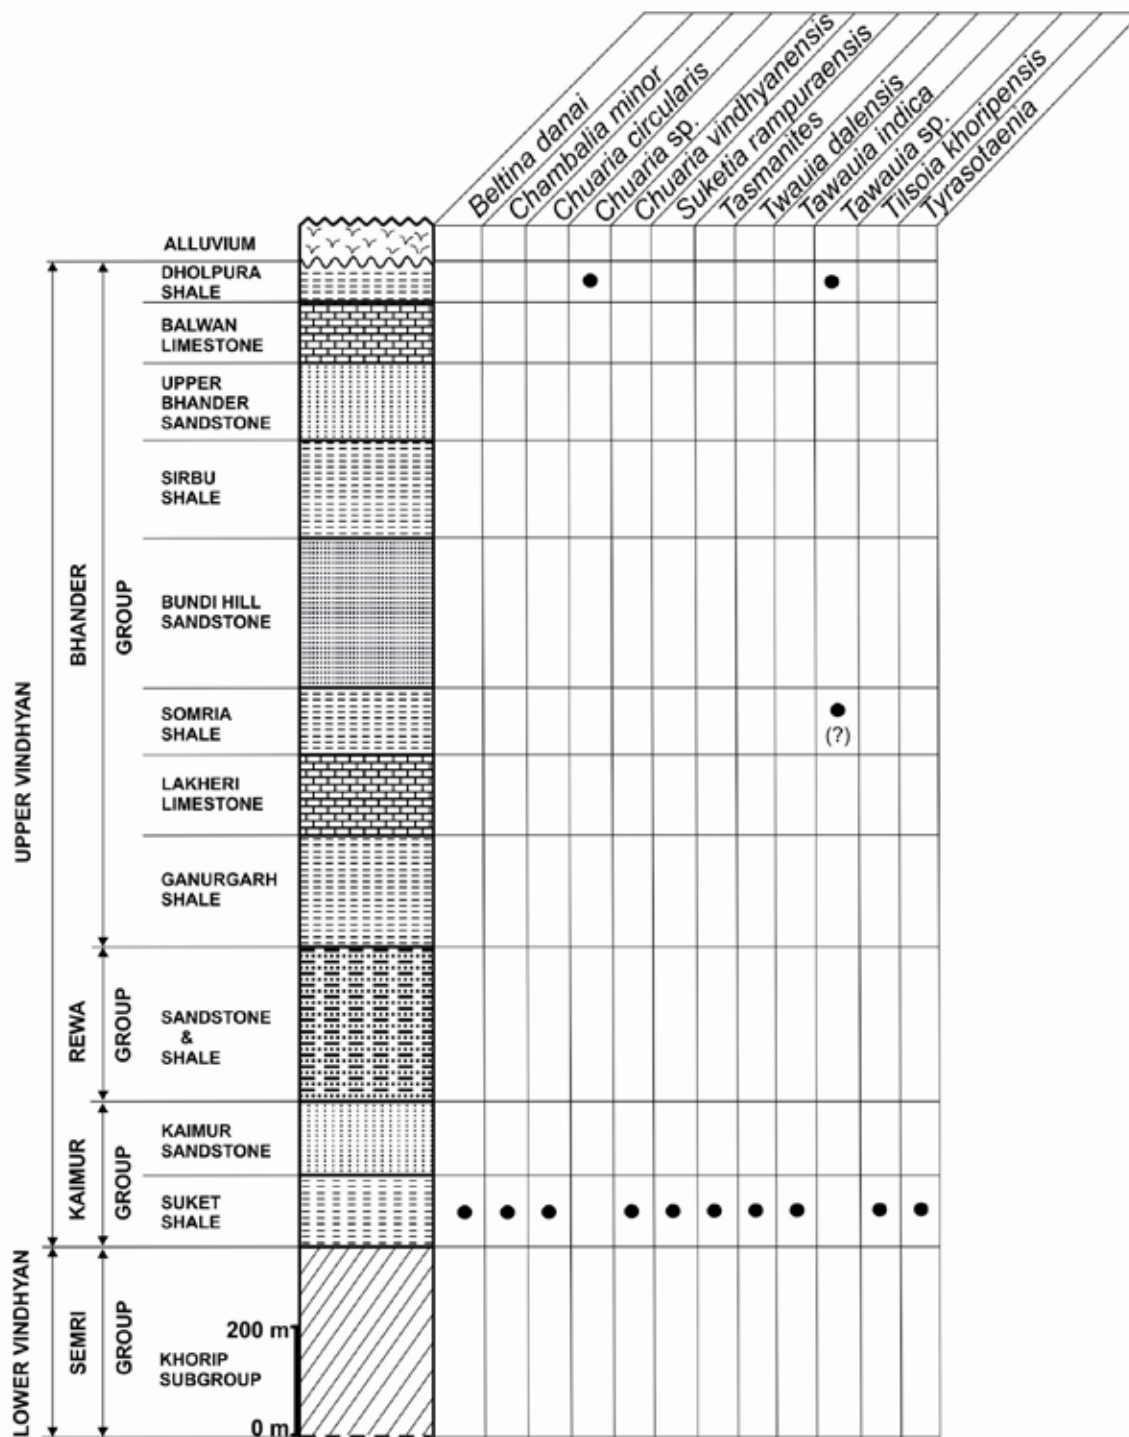 Beltina danai
Chambalia minor
Chuaria circularis
Chuaria sp.
Chuaria vindhyanensis
Suketia rampuraensis
Tasmanites
Twauia dalensis
Tawauia indica
Tawauia sp.
Tilsoia khoripensis
Tyrasotaenia
ALLUVIUM
DHOLPURA
SHALE
BALWAN
LIMESTONE
UPPER
BHANDER
SANDSTONE
SIRBU
SHALE
BUNDI HILL
SANDSTONE
SOMRIA
SHALE
(?)
LAKHERI
LIMESTONE
GANURGARH
SHALE
SANDSTONE
&
SHALE
KAIMUR
SANDSTONE
SUKET
SHALE
200 m
KHORIP
SUBGROUP
0 m
UPPER VINDHYAN
BHANDER
GROUP
REWA
GROUP
KAIMUR
GROUP
LOWER VINDHYAN
SEMRI
GROUP